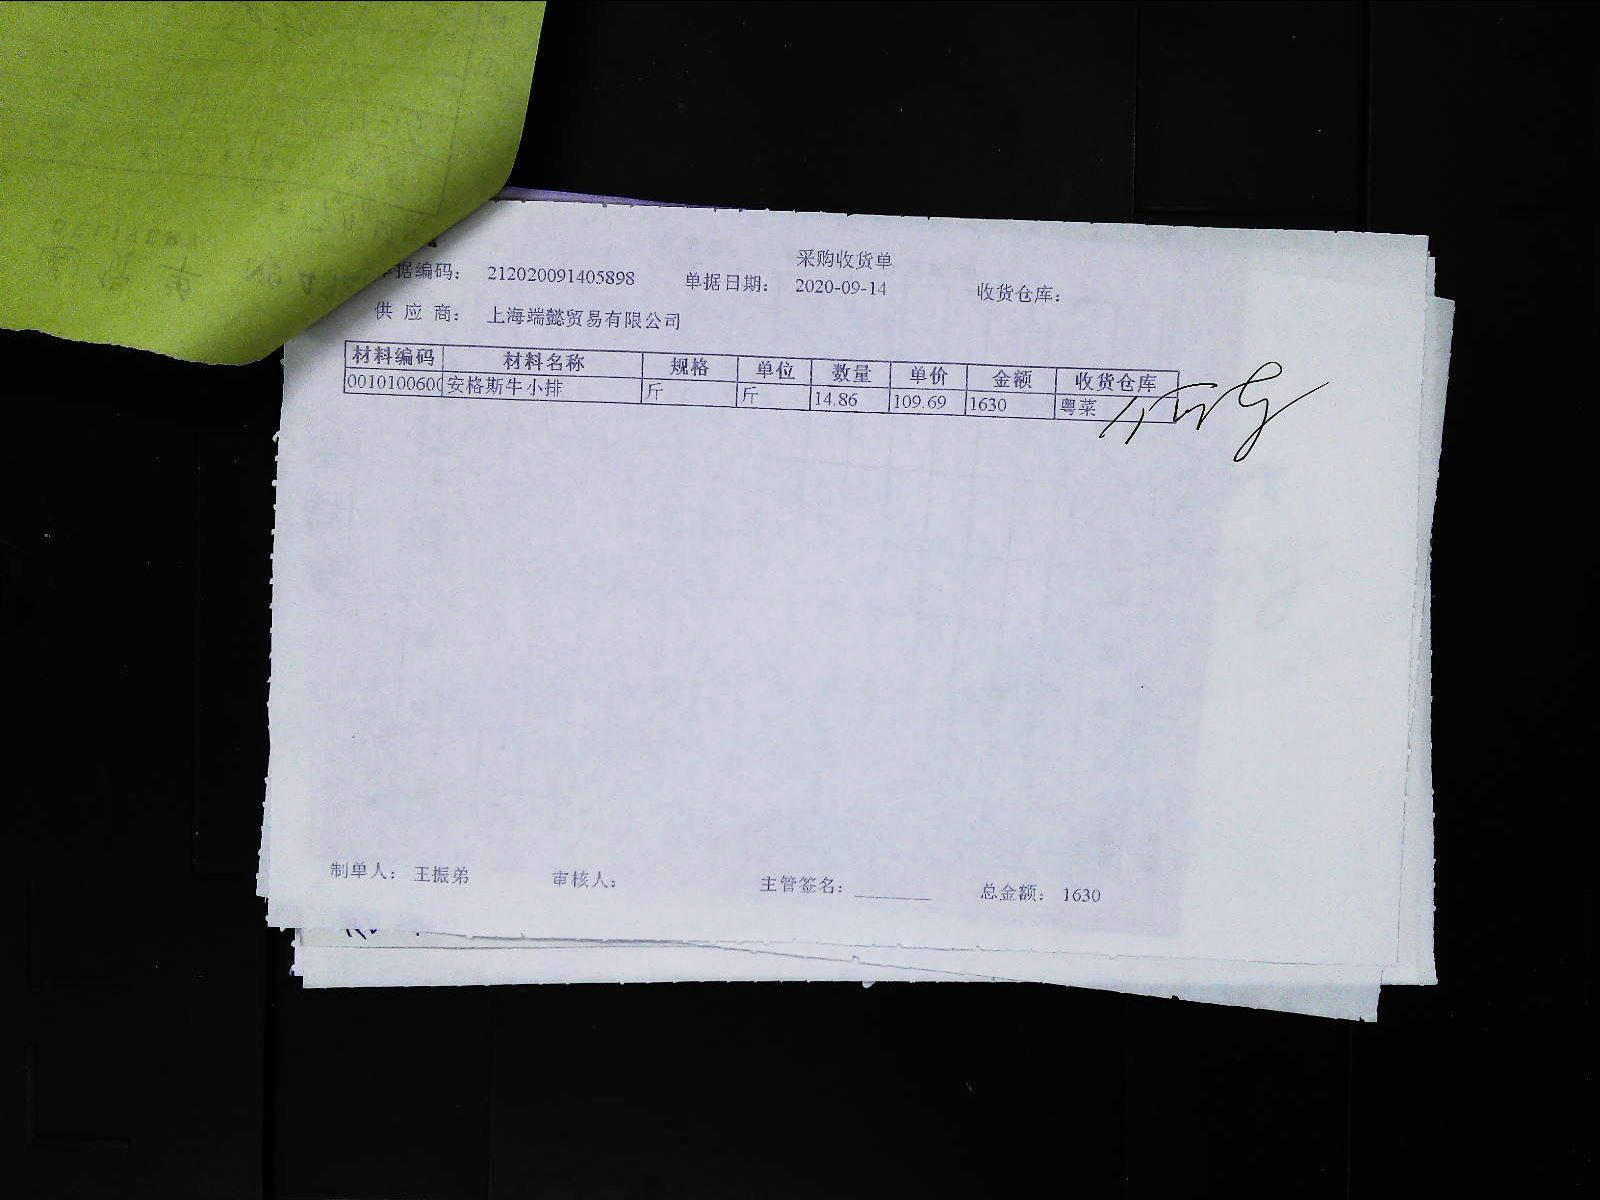 采购收货单
单据编码： 212020091405898 单据日期： 2020-09-14 收货仓库：
供 应 商： 上海端懿贸易有限公司
材料编码 材料名称 规格 单位 数量 单价 金额 收货仓库
0010100600 安格斯牛小排 斤 斤 14.86 109.69 1630 粤菜
制单人： 王振弟 审核人： 主管签名： 总金额： 1630